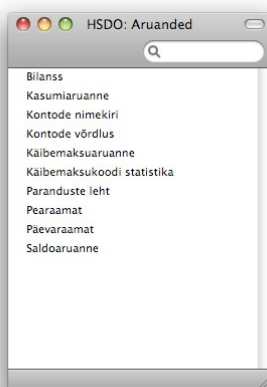 HSDO: Aruanded
Bilanss
Kasumiaruanne
Kontode nimekiri
Kontode võrdlus
Käibemaksuaruanne
Käibemaksukoodi statistika
Paranduste leht
Pearaamat
Päevaraamat
Saldoaruanne